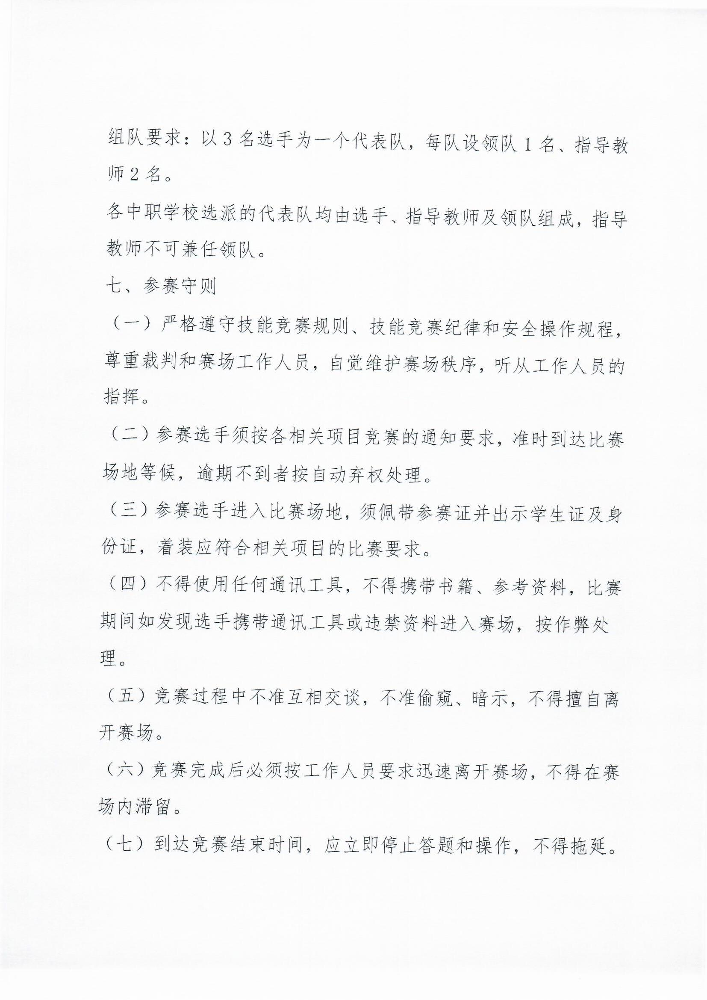 组队要求：以3名选手为一个代表队，每队设领队1名、指导教
师2名。
各中职学校选派的代表队均由选手、指导教师及领队组成，指导
教师不可兼任领队。
七、参赛守则
（一）严格遵守技能竞赛规则、技能竞赛纪律和安全操作规程，
尊重裁判和赛场工作人员，自觉维护赛场秩序，听从工作人员的
指挥。
（二）参赛选手须按各相关项目竞赛的通知要求，准时到达比赛
场地等候，逾期不到者按自动弃权处理。
（三）参赛选手进入比赛场地，须佩带参赛证并出示学生证及身
份证，着装应符合相关项目的比赛要求。
（四）不得使用任何通讯工具，不得携带书籍、参考资料，比赛
期间如发现选手携带通讯工具或违禁资料进入赛场，按作弊处
理。
（五）竞赛过程中不准互相交谈，不准偷窥、暗示，不得擅自离
开赛场。
（六）竞赛完成后必须按工作人员要求迅速离开赛场，不得在赛
场内滞留。
（七）到达竞赛结束时间，应立即停止答题和操作，不得拖延。